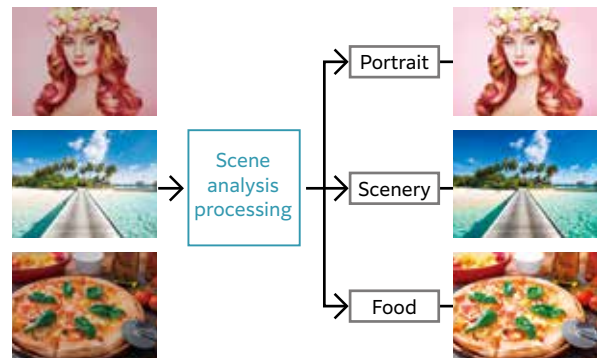 Scene
analysis
processing
Portrait
Scenery
Food